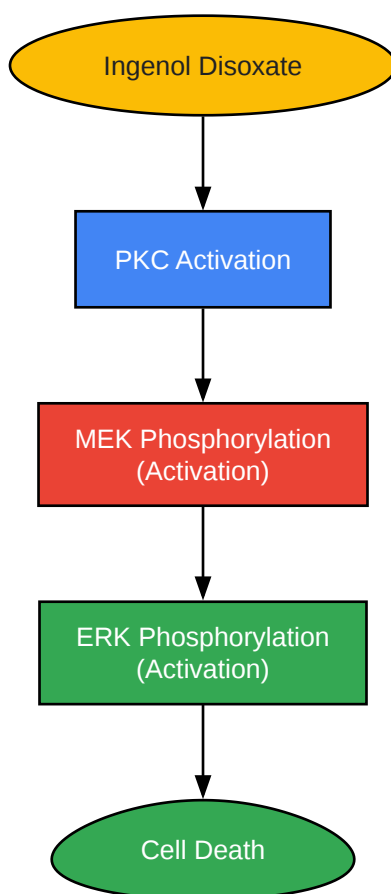 Ingenol Disoxate
PKC Activation
MEK Phosphorylation
(Activation)
ERK Phosphorylation
(Activation)
Cell Death